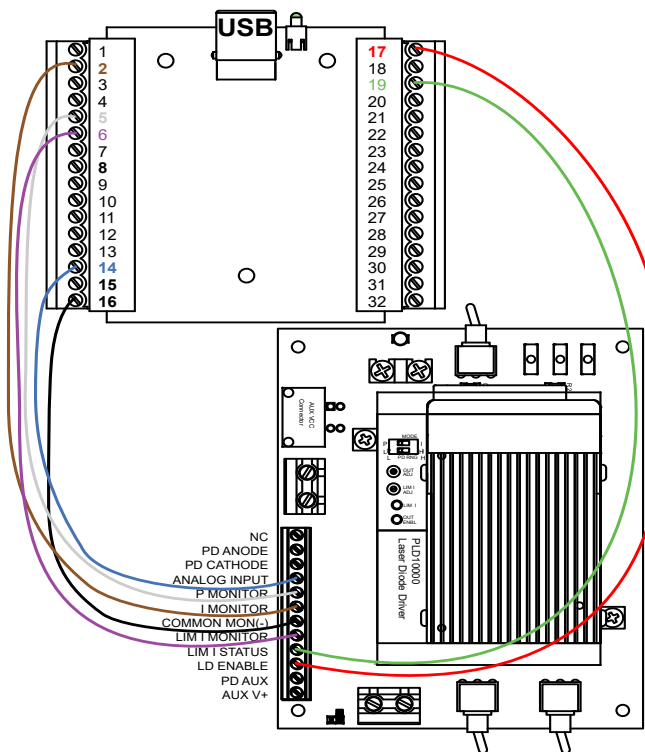 USB
1
2
3
4
5
6
7
8
9
10
11
12
13
14
15
16
17
18
19
20
21
22
23
24
25
26
27
28
29
30
31
32
AUX VCC
Connector
MODE
P I
L
PD RNG
H
OUT
ADJ
LIM I
ADJ
LIM I
OUT
ENBL
PLD10000
Laser Diode Driver
NC
PD ANODE
PD CATHODE
ANALOG INPUT
P MONITOR
I MONITOR
COMMON MON(-)
LIM I MONITOR
LIM I STATUS
LD ENABLE
PD AUX
AUX V+